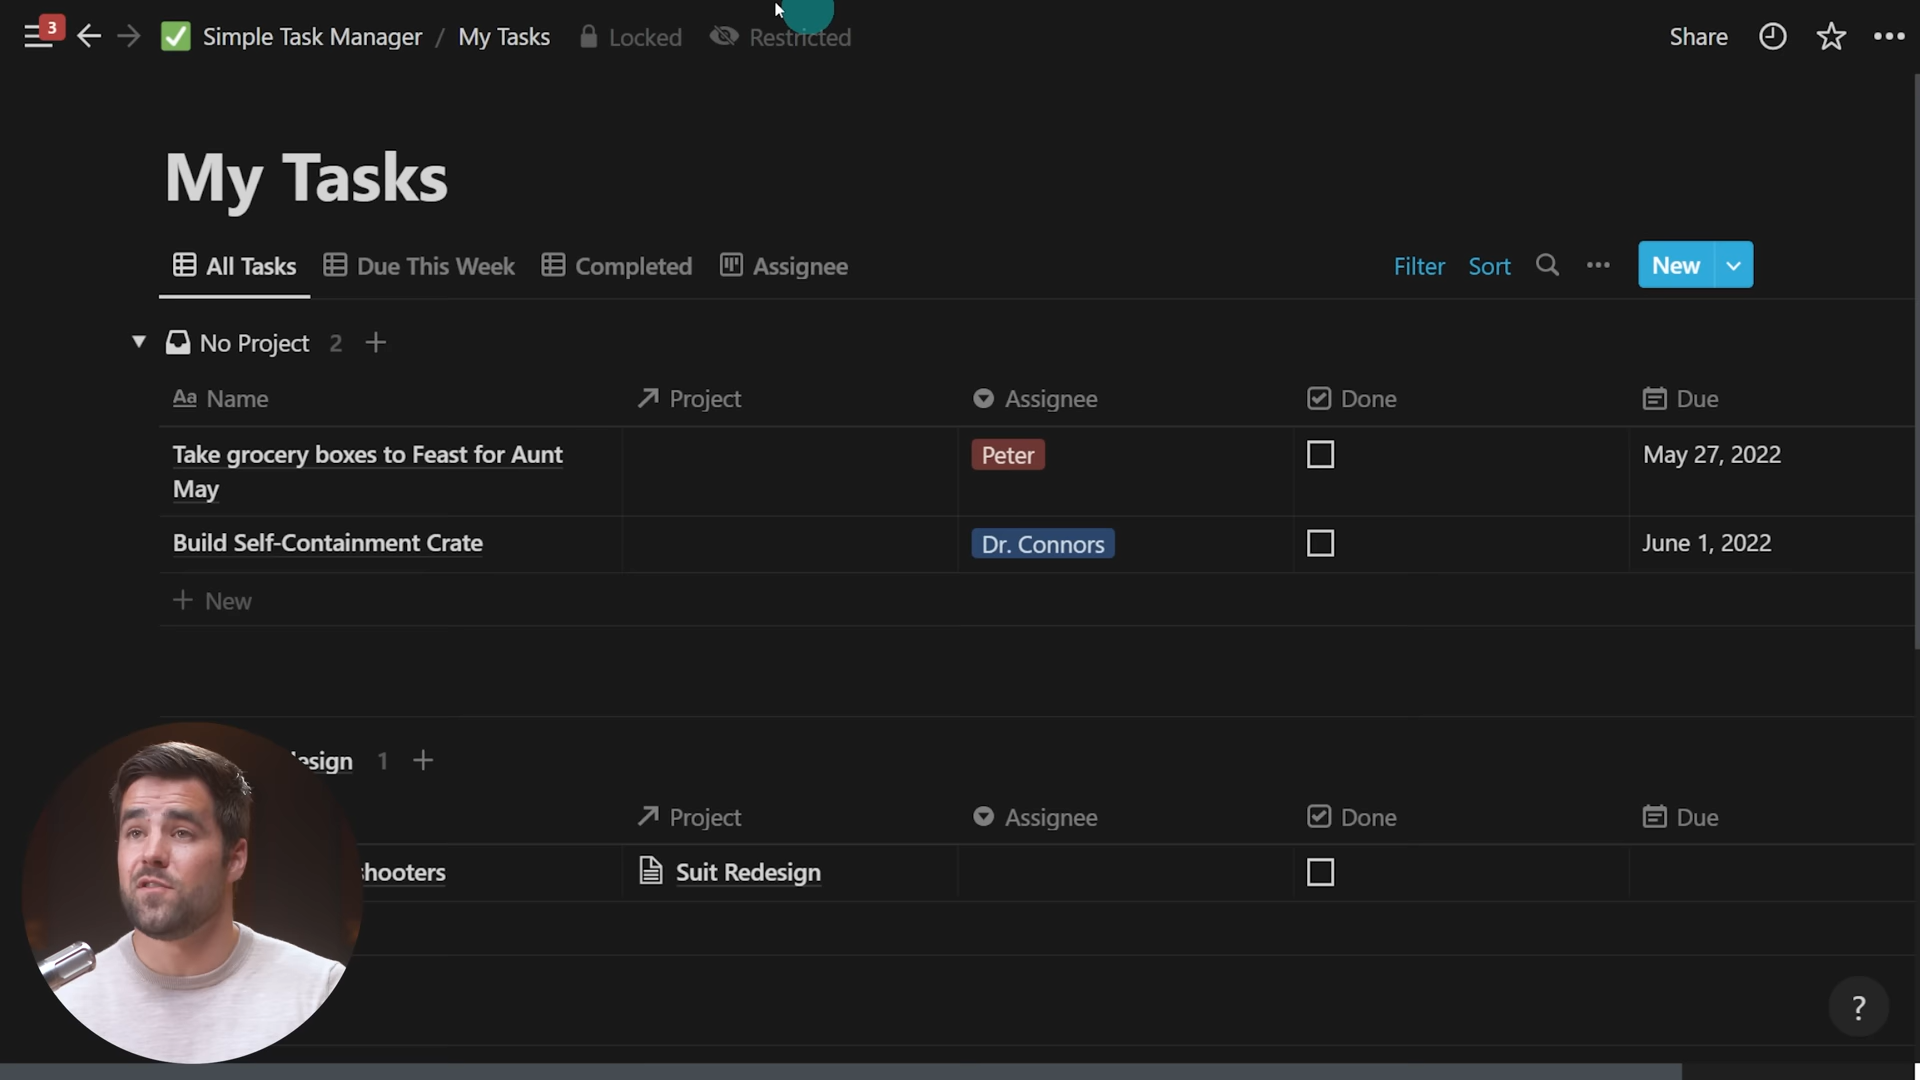 3
Simple Task Manager / My Tasks Locked Restricted Share
My Tasks
All Tasks Due This Week Completed Assignee Filter Sort New
No Project 2
Aa Name Project Assignee Done Due
Take grocery boxes to Feast for Aunt
May
Peter May 27, 2022
Build Self-Containment Crate Dr. Connors June 1, 2022
New
esign 1
Project Assignee Done Due
shooters Suit Redesign
?